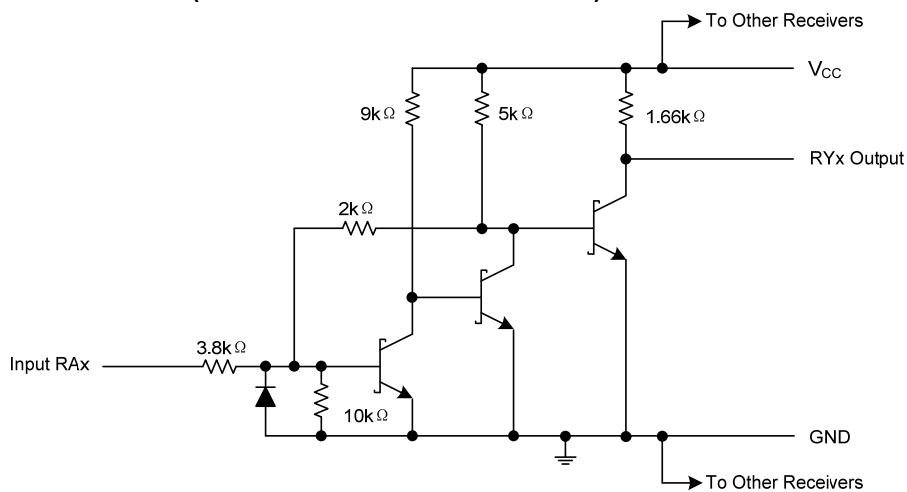 To Other Receivers
VCC
9kΩ
5kΩ
1.66kΩ
RYx Output
2kΩ
3.8kΩ
Input RAx
10kΩ
GND
To Other Receivers